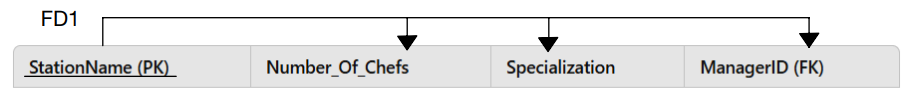 FD1
StationName (PK) Number_Of_Chefs Specialization ManagerID (FK)